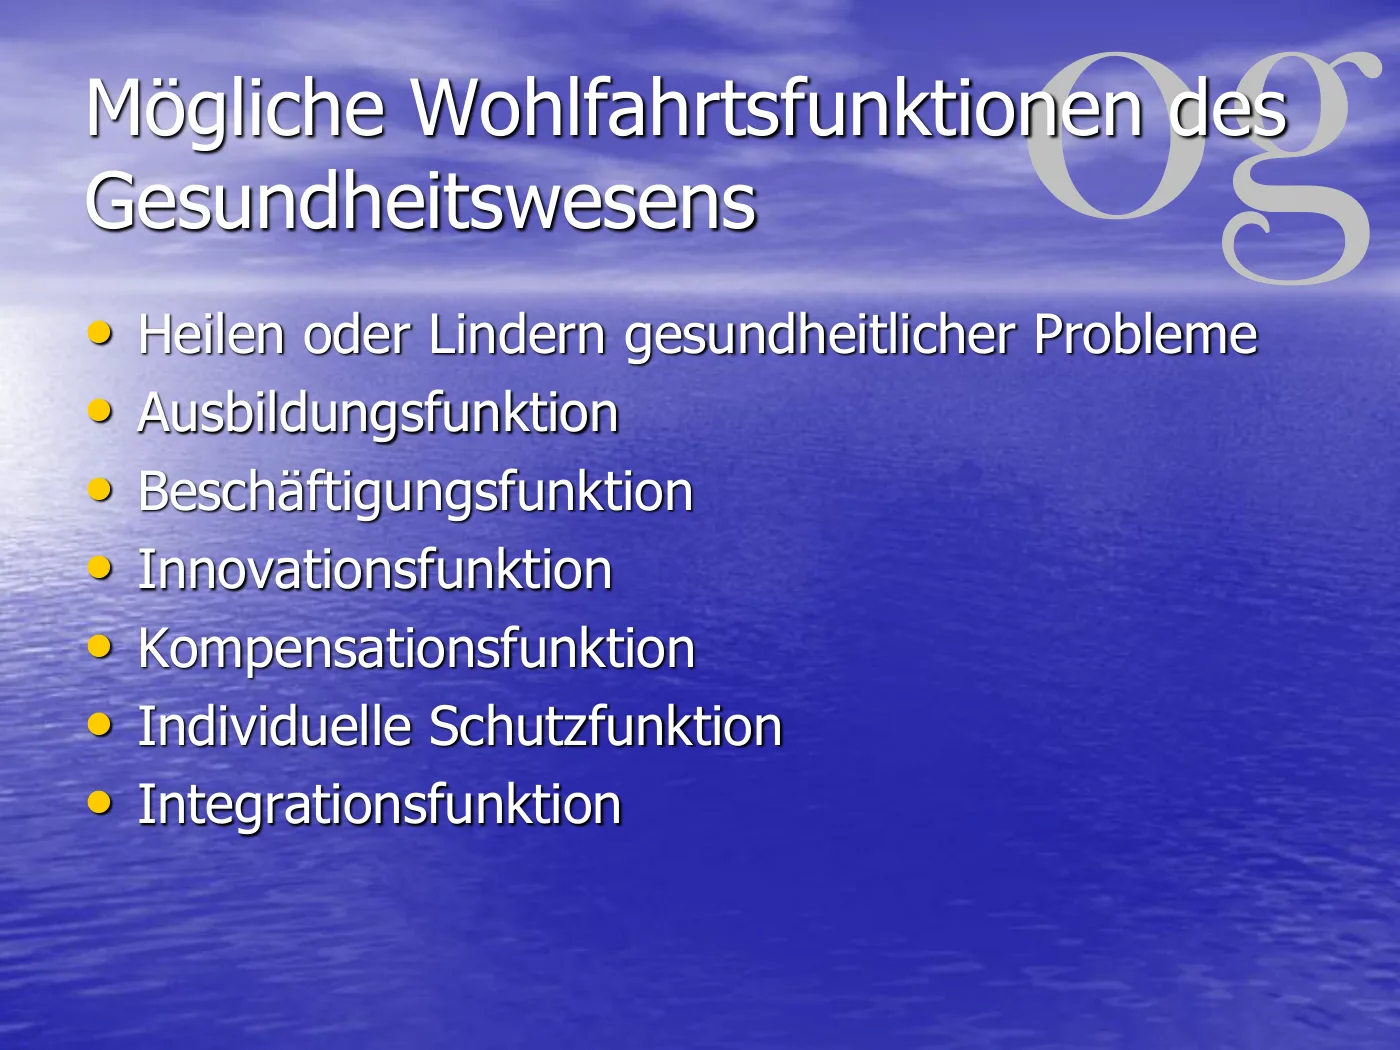 og
Mögliche Wohlfahrtsfunktionen des
Gesundheitswesens
• Heilen oder Lindern gesundheitlicher Probleme
• Ausbildungsfunktion
• Beschäftigungsfunktion
• Innovationsfunktion
• Kompensationsfunktion
• Individuelle Schutzfunktion
• Integrationsfunktion